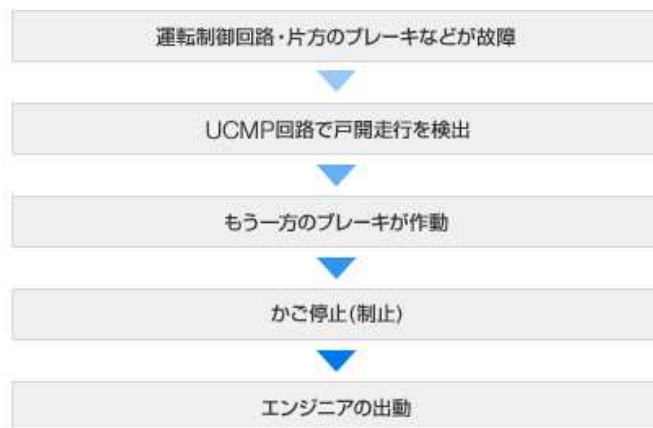 運転制御回路・片方のブレーキなどが故障
UCMP回路で戸開走行を検出
もう一方のブレーキが作動
かご停止(制止)
エンジニアの出動